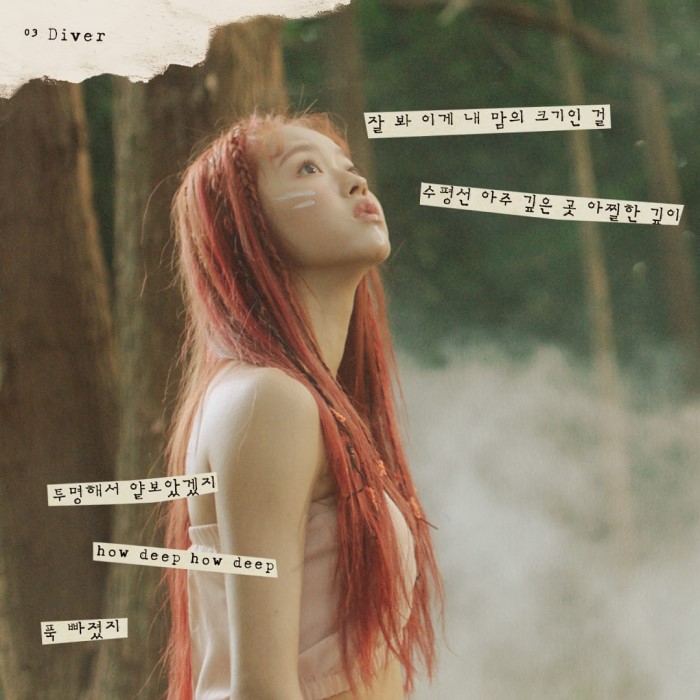 03 Diver
잘 봐 이게 내 맘의 크기인 걸
수평선 아주 깊은 곳 아찔한 깊이
투명해서 얕보았겠지
how deep how deep
푹 빠졌지